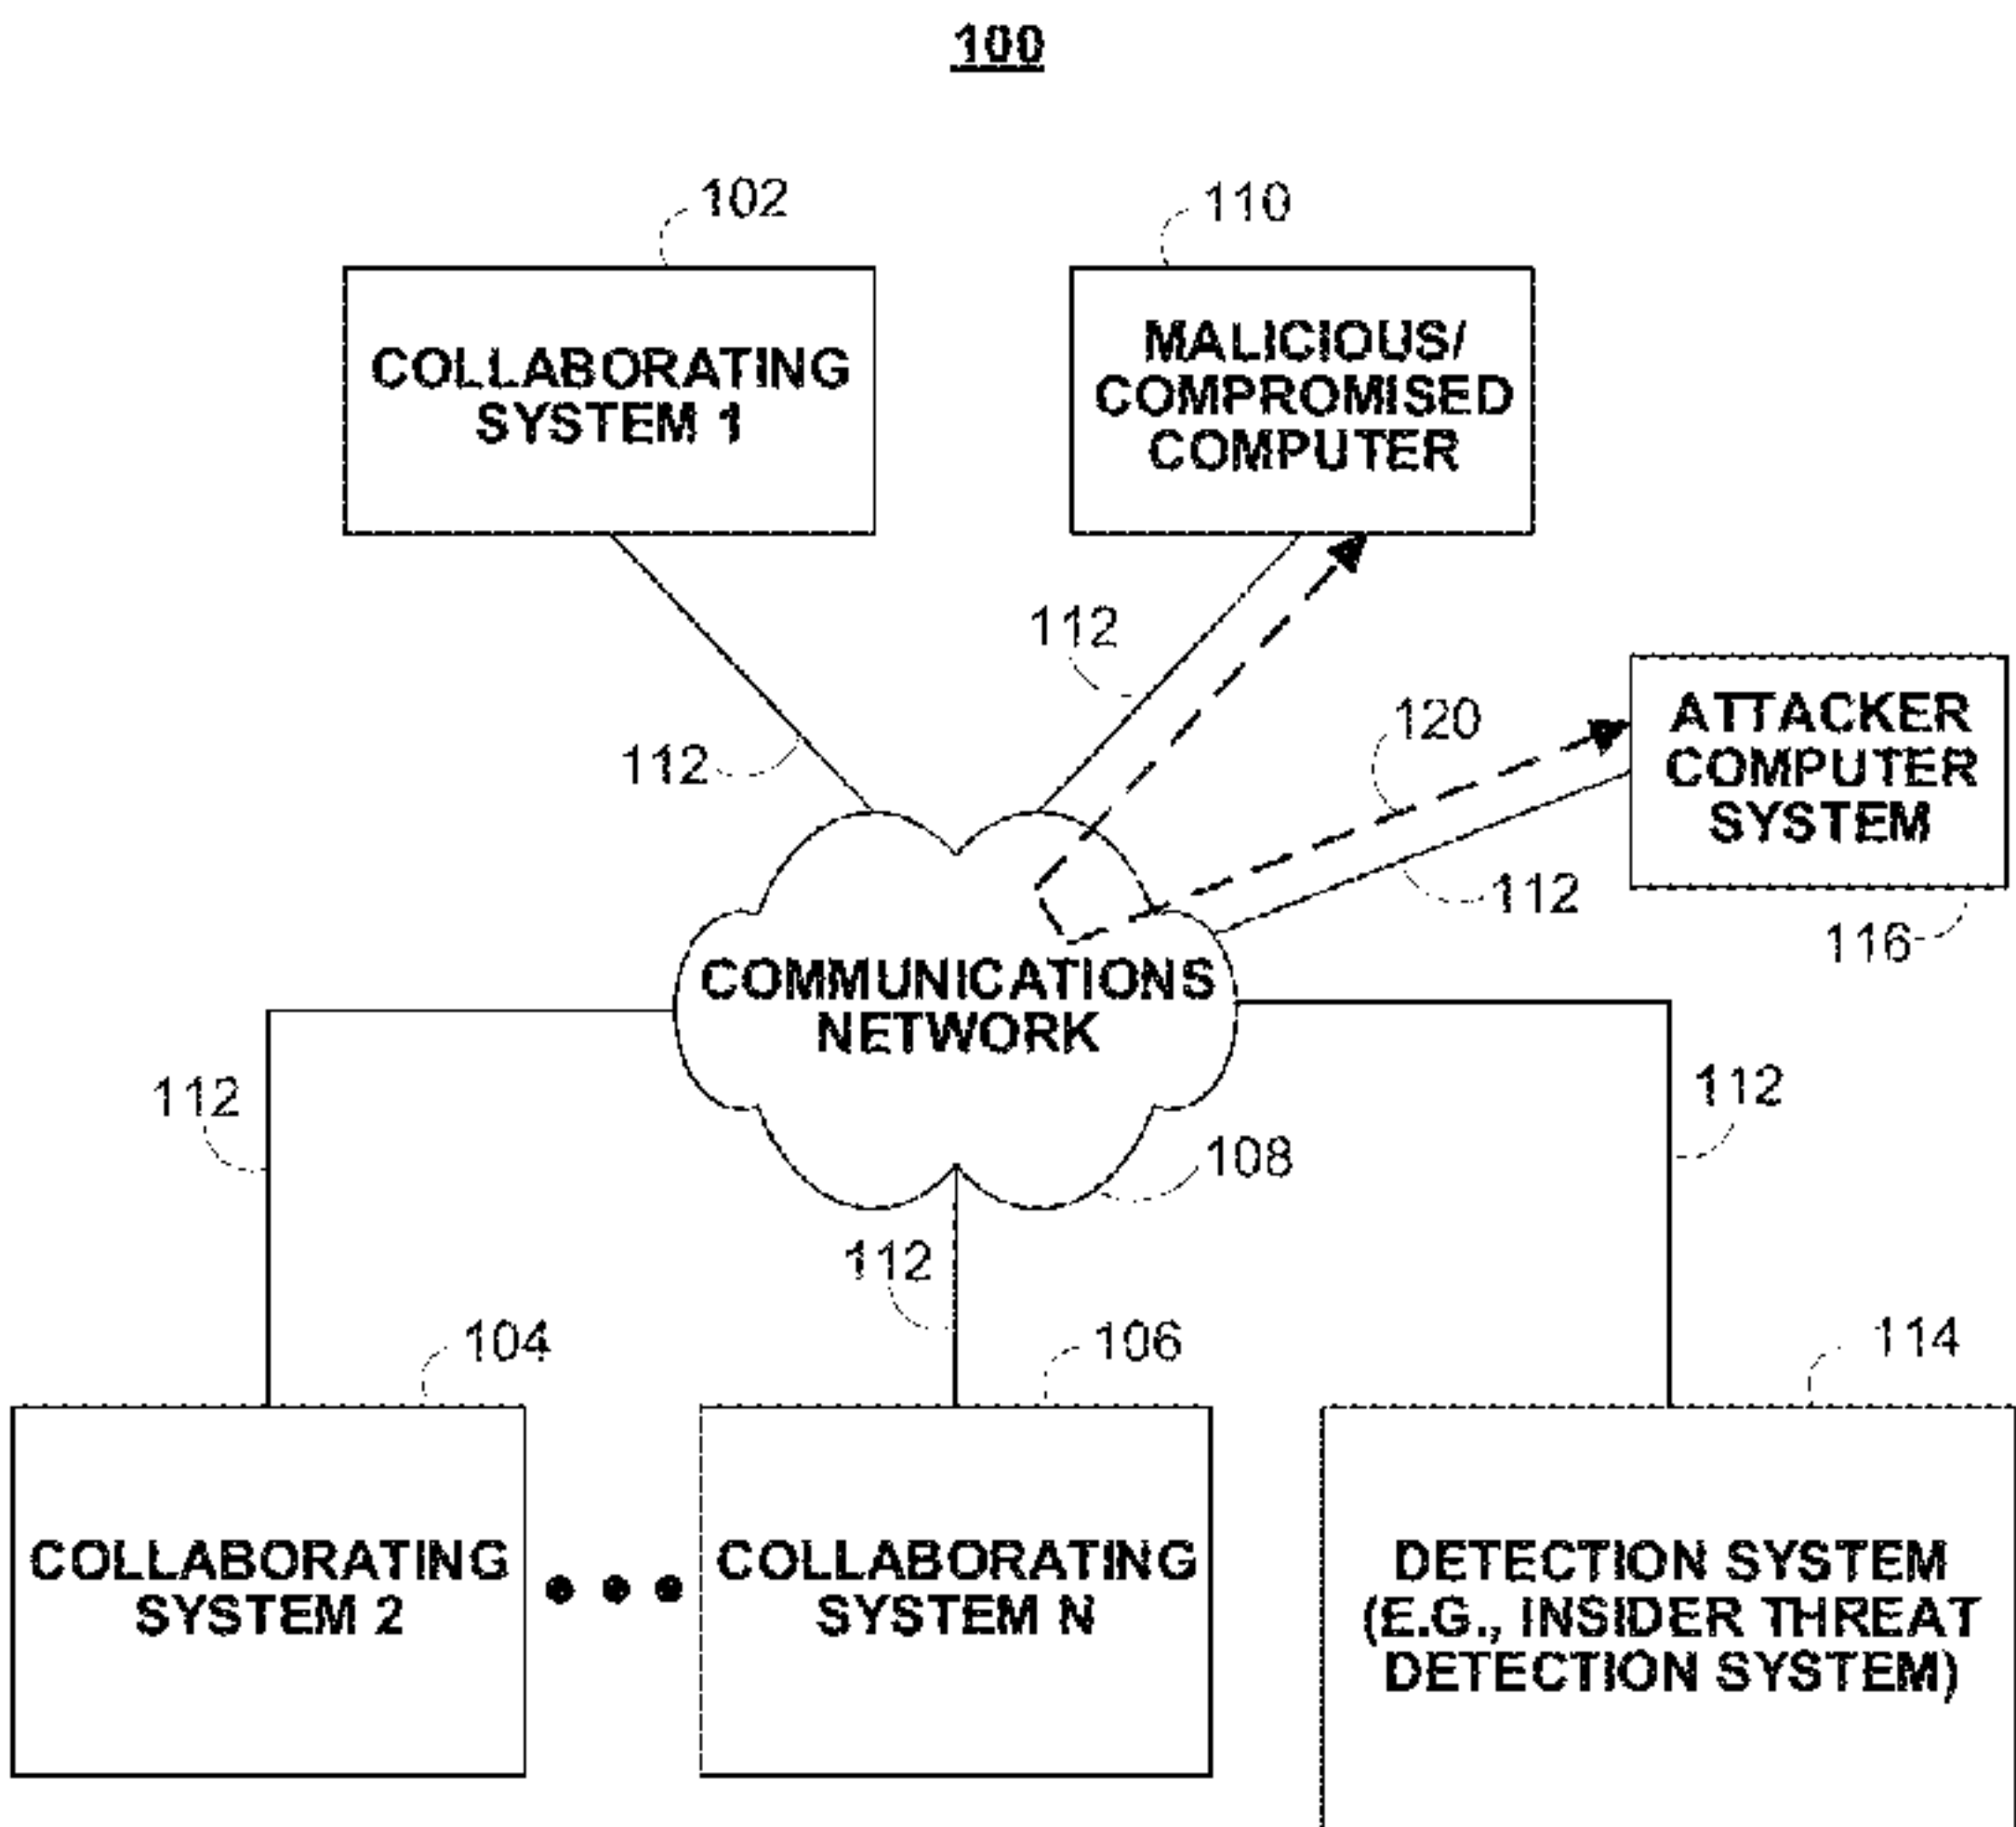 100
102
110
COLLABORATING
SYSTEM 1
MALICIOUS/
COMPROMISED
COMPUTER
112
112
120
ATTACKER
COMPUTER
SYSTEM
112
116
COMMUNICATIONS
NETWORK
112
112
108
112
104
106
114
COLLABORATING
SYSTEM 2
COLLABORATING
SYSTEM N
DETECTION SYSTEM
(E.G., INSIDER THREAT
DETECTION SYSTEM)